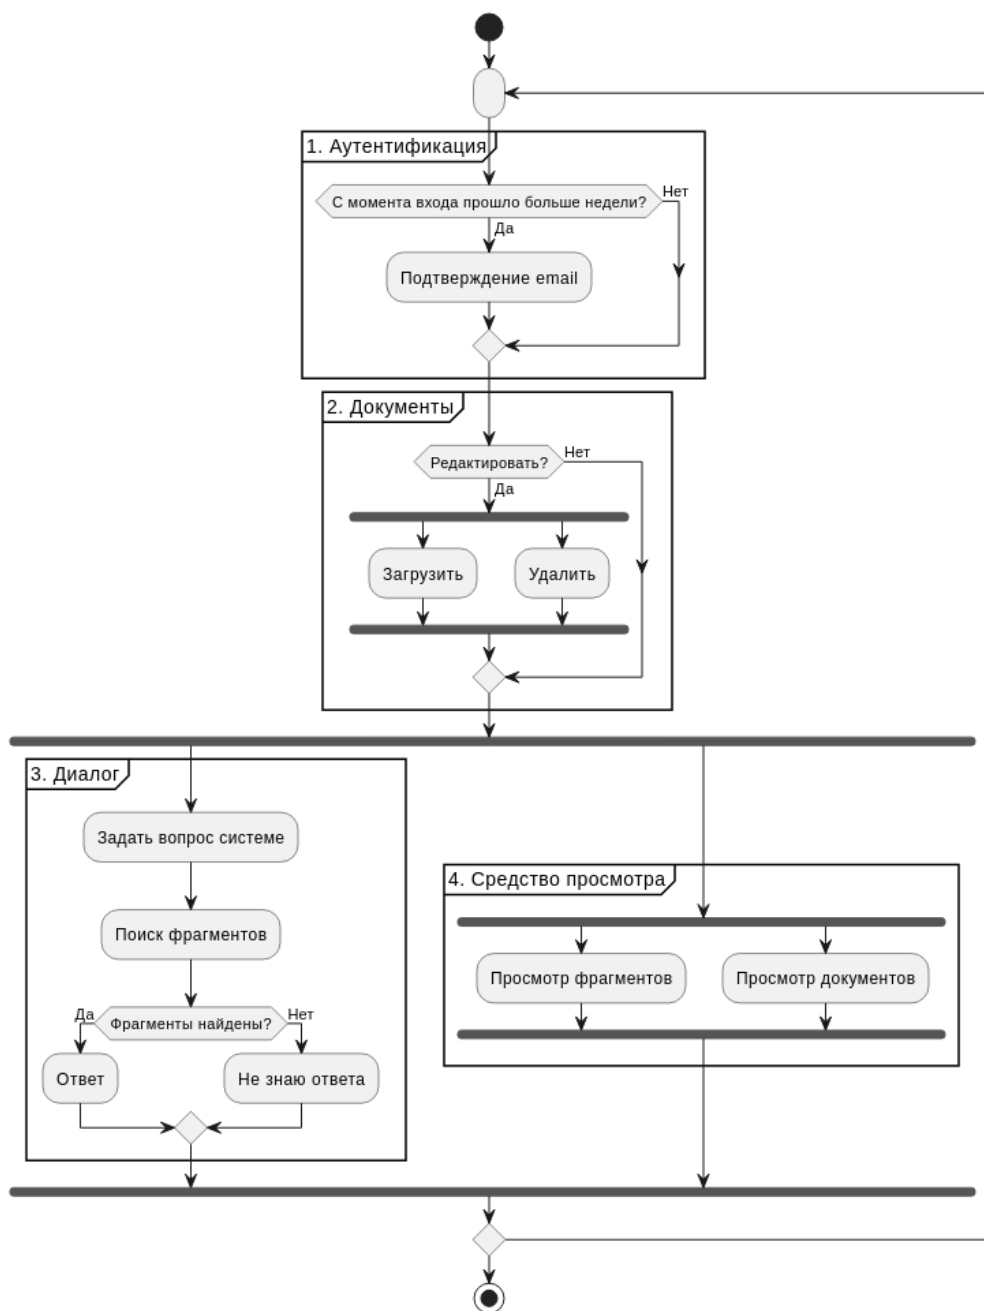 1. Аутентификация
С момента входа прошло больше недели?
Нет
Да
Подтверждение email
2. Документы
Редактировать?
Нет
Да
Загрузить
Удалить
3. Диалог
Задать вопрос системе
Поиск фрагментов
Фрагменты найдены?
Да
Нет
Ответ
Не знаю ответа
4. Средство просмотра
Просмотр фрагментов
Просмотр документов